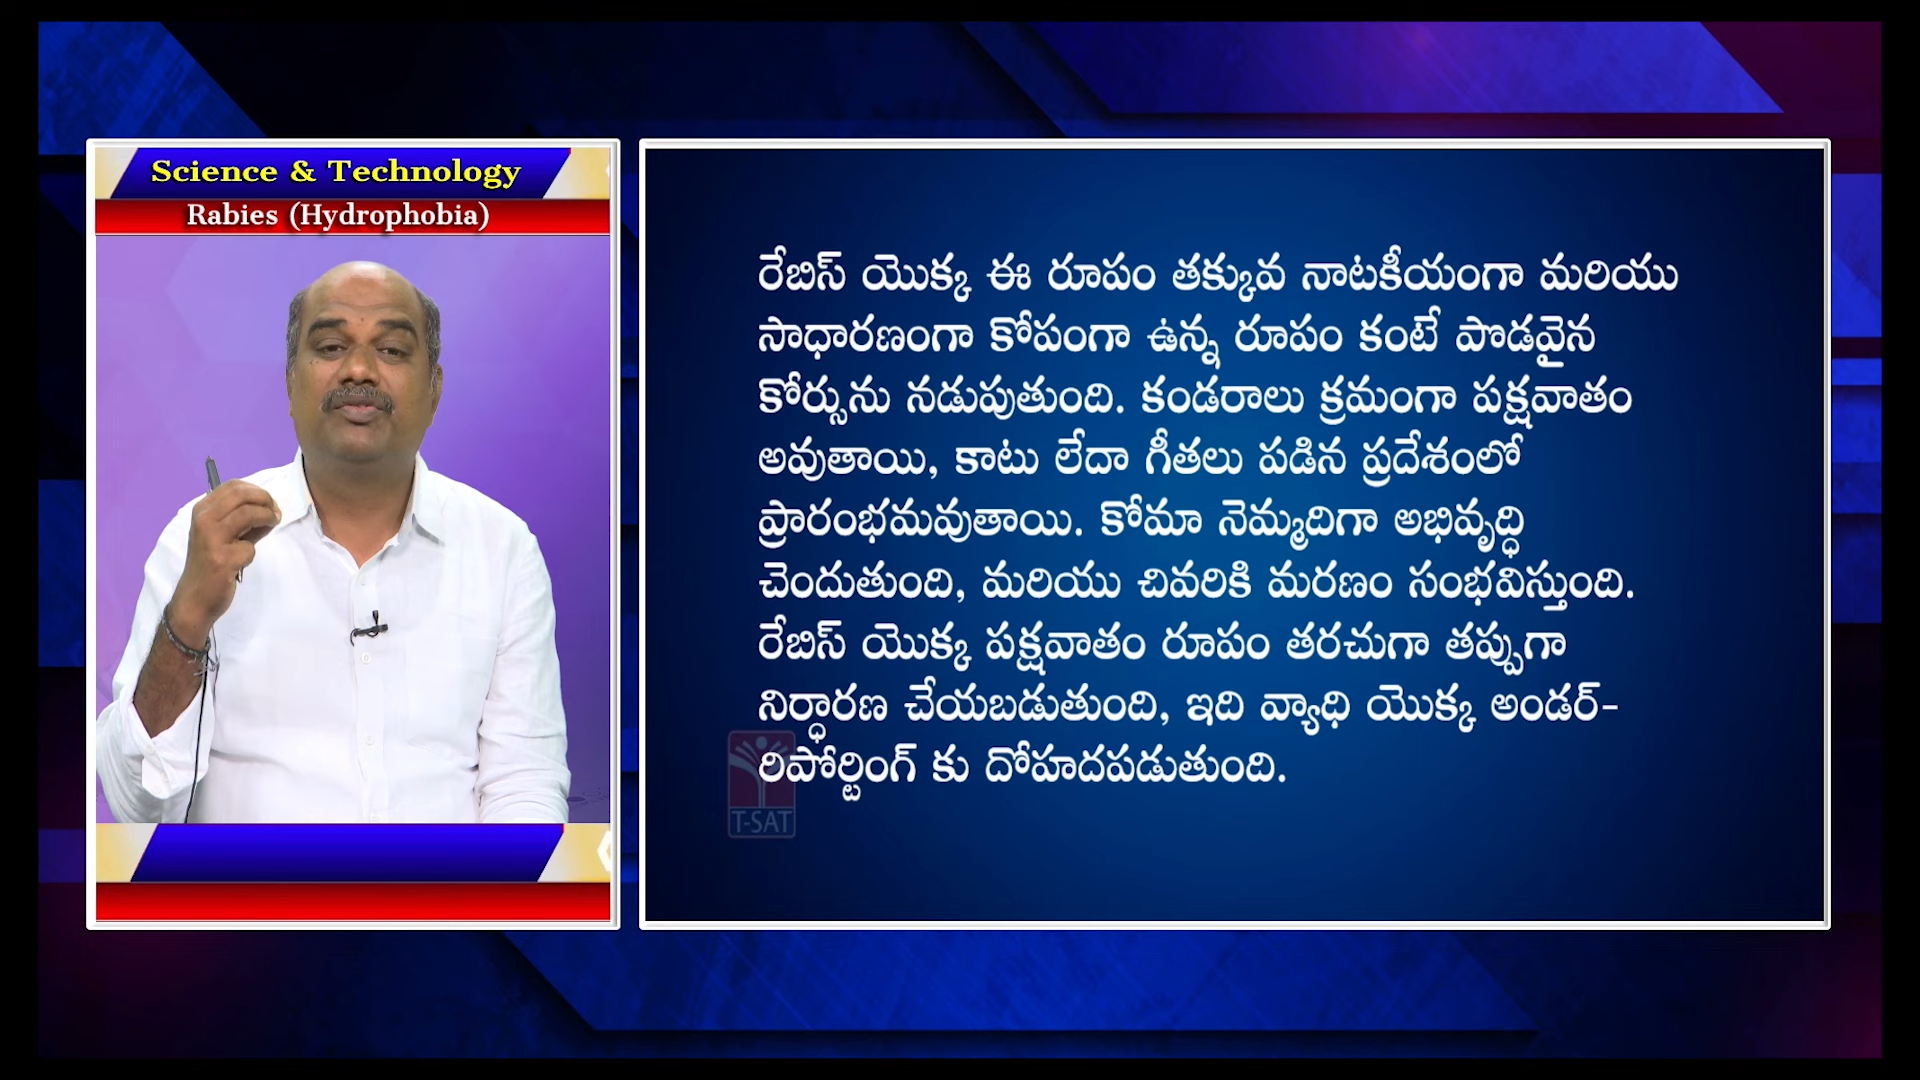 Science & Technology
Rabies (Hydrophobia)
రేబిస్ యొక్క ఈ రూపం తక్కువ నాటకీయంగా మరియు
సాధారణంగా కోపంగా ఉన్న రూపం కంటే పొడవైన
కోర్సును నడుపుతుంది. కండరాలు క్రమంగా పక్షవాతం
అవుతాయి, కాటు లేదా గీతలు పడిన ప్రదేశంలో
ప్రారంభమవుతాయి. కోమా నెమ్మదిగా అభివృద్ధి
చెందుతుంది, మరియు చివరికి మరణం సంభవిస్తుంది.
రేబిస్ యొక్క పక్షవాతం రూపం తరచుగా తప్పుగా
నిర్ధారణ చేయబడుతుంది, ఇది వ్యాధి యొక్క అండర్-
రిపోర్టింగ్ కు దోహదపడుతుంది.
T-SAT